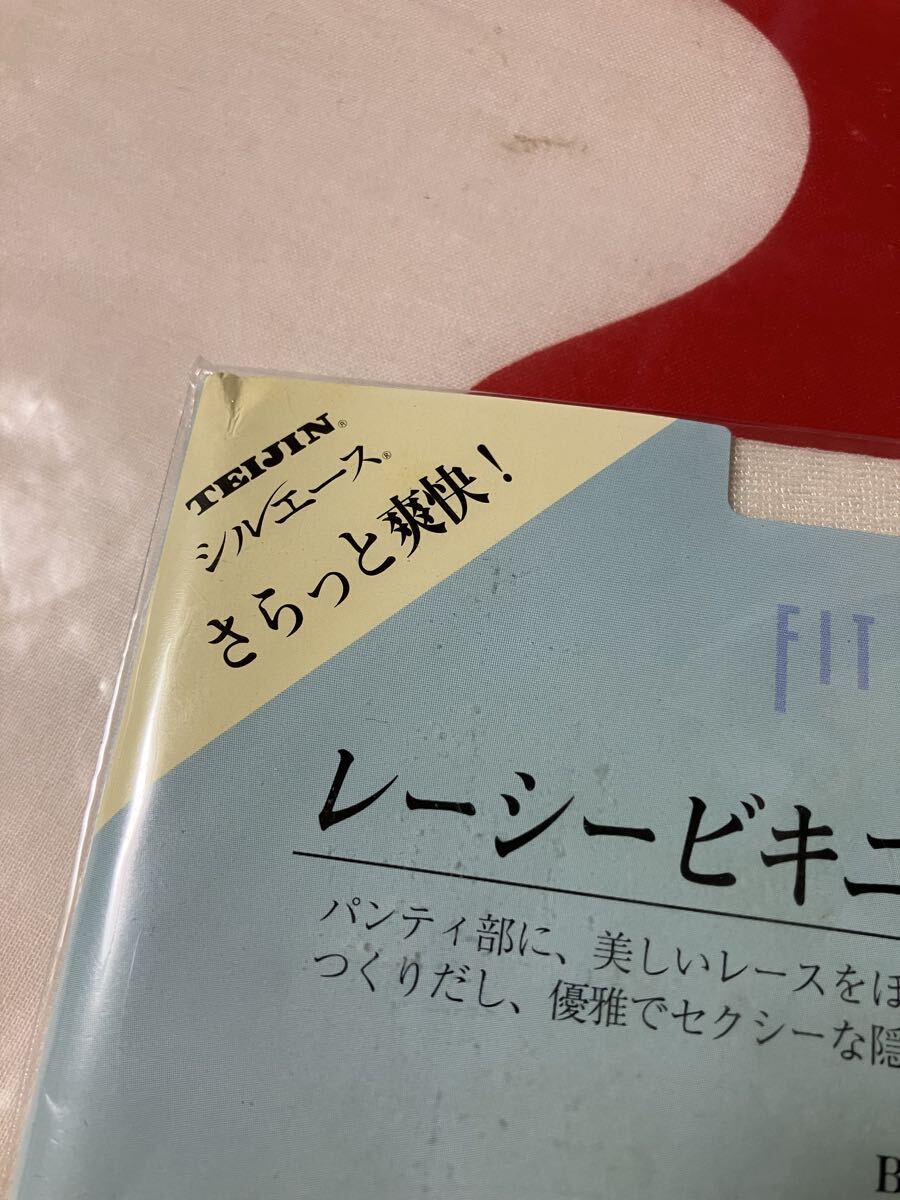 TEIJIN®
シルエース®
さらっと爽快!
FIT
レーシービキニ
パンティ部に、美しいレースをほ
つくりだし、優雅でセクシーな隠
B